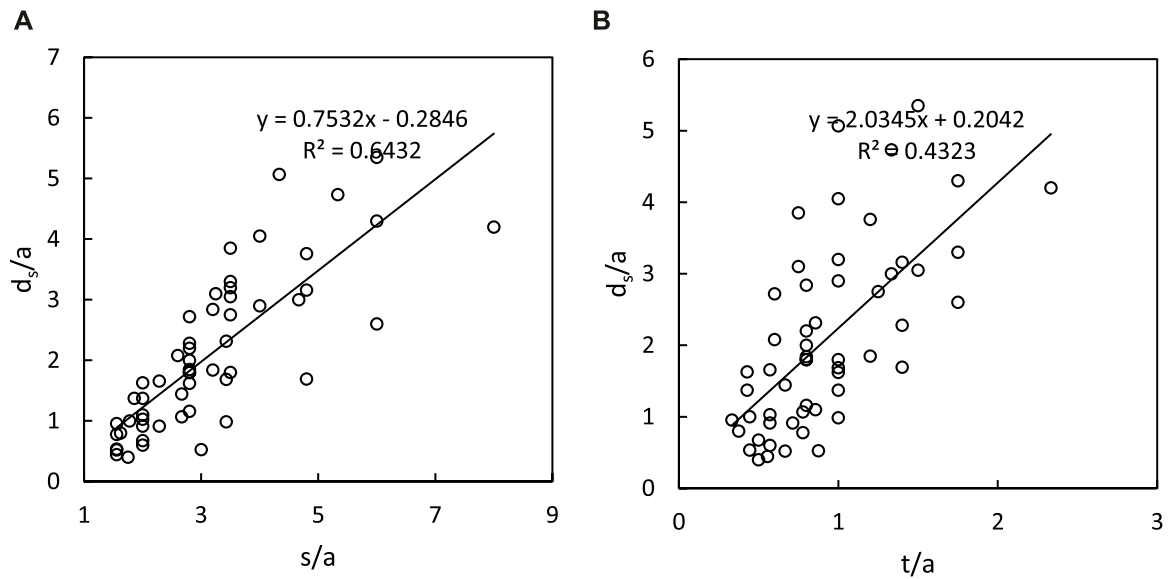 A
7
6
5
4
3
2
1
0
y = 0.7532x - 0.2846
R² = 0.6432
dₛ/a
1 3 5 7 9
s/a
B
6
5
4
3
2
1
0
y = 2.0345x + 0.2042
R² = 0.4323
dₛ/a
0 1 2 3
t/a